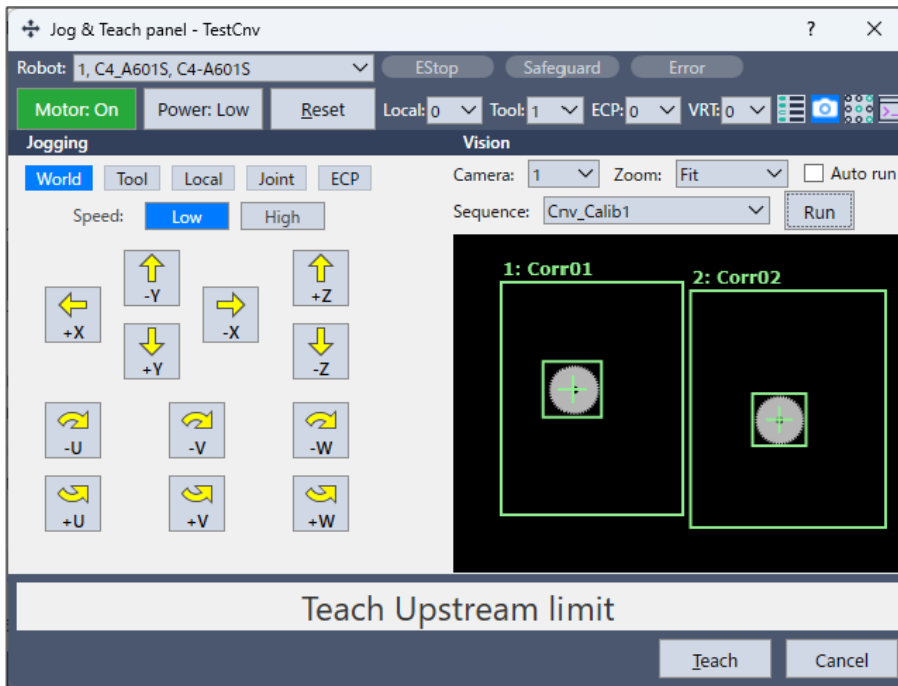 Jog & Teach panel - TestCnv ?
Robot: 1, C4_A601S, C4-A601S EStop Safeguard Error
Motor: On Power: Low Reset Local: 0 Tool: 1 ECP: 0 VRT: 0
Jogging Vision
World Tool Local Joint ECP Camera: 1 Zoom: Fit Auto run
Speed: Low High Sequence: Cnv_Calib1 Run
1: Corr01
2: Corr02
-Y +Z
+X -X
+Y -Z
-U -V -W
+U +V +W
Teach Upstream limit
Teach Cancel